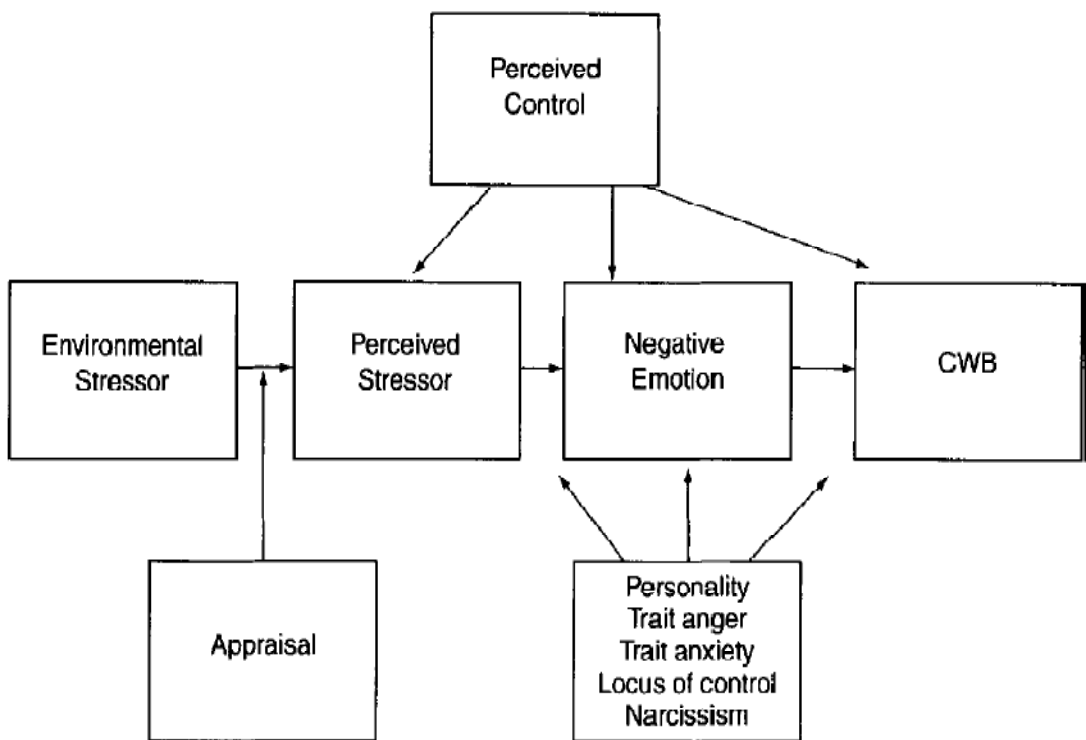 Perceived
Control
Environmental
Stressor
Perceived
Stressor
Negative
Emotion
CWB
Appraisal
Personality
Trait anger
Trait anxiety
Locus of control
Narcissism